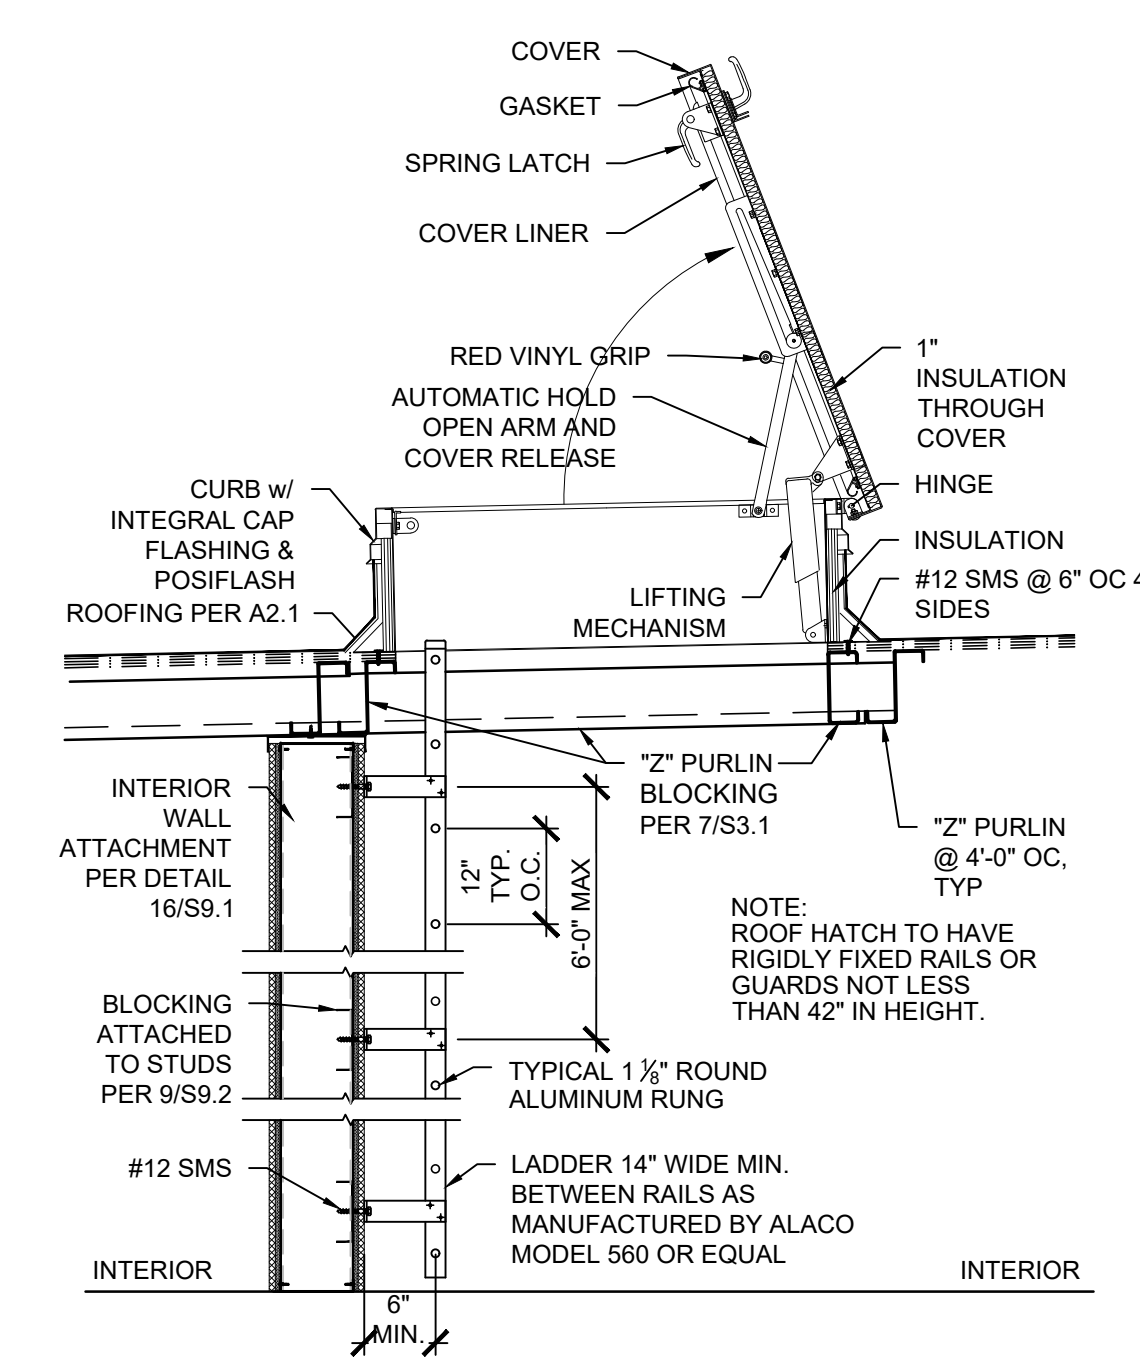 COVER
GASKET
SPRING LATCH
COVER LINER
RED VINYL GRIP
AUTOMATIC HOLD
OPEN ARM AND
COVER RELEASE
1"
INSULATION
THROUGH
COVER
HINGE
INSULATION
#12 SMS @ 6" OC 4
SIDES
CURB w/
INTEGRAL CAP
FLASHING &
POSIFLASH
ROOFING PER A2.1
LIFTING
MECHANISM
"Z" PURLIN
BLOCKING
PER 7/S3.1
"Z" PURLIN
@ 4'-0" OC,
TYP
INTERIOR
WALL
ATTACHMENT
PER DETAIL
16/S9.1
12"
TYP.
O.C.
6'-0" MAX
NOTE:
ROOF HATCH TO HAVE
RIGIDLY FIXED RAILS OR
GUARDS NOT LESS
THAN 42" IN HEIGHT.
BLOCKING
ATTACHED
TO STUDS
PER 9/S9.2
TYPICAL 1 1/8" ROUND
ALUMINUM RUNG
#12 SMS
LADDER 14" WIDE MIN.
BETWEEN RAILS AS
MANUFACTURED BY ALACO
MODEL 560 OR EQUAL
INTERIOR
INTERIOR
6"
MIN.